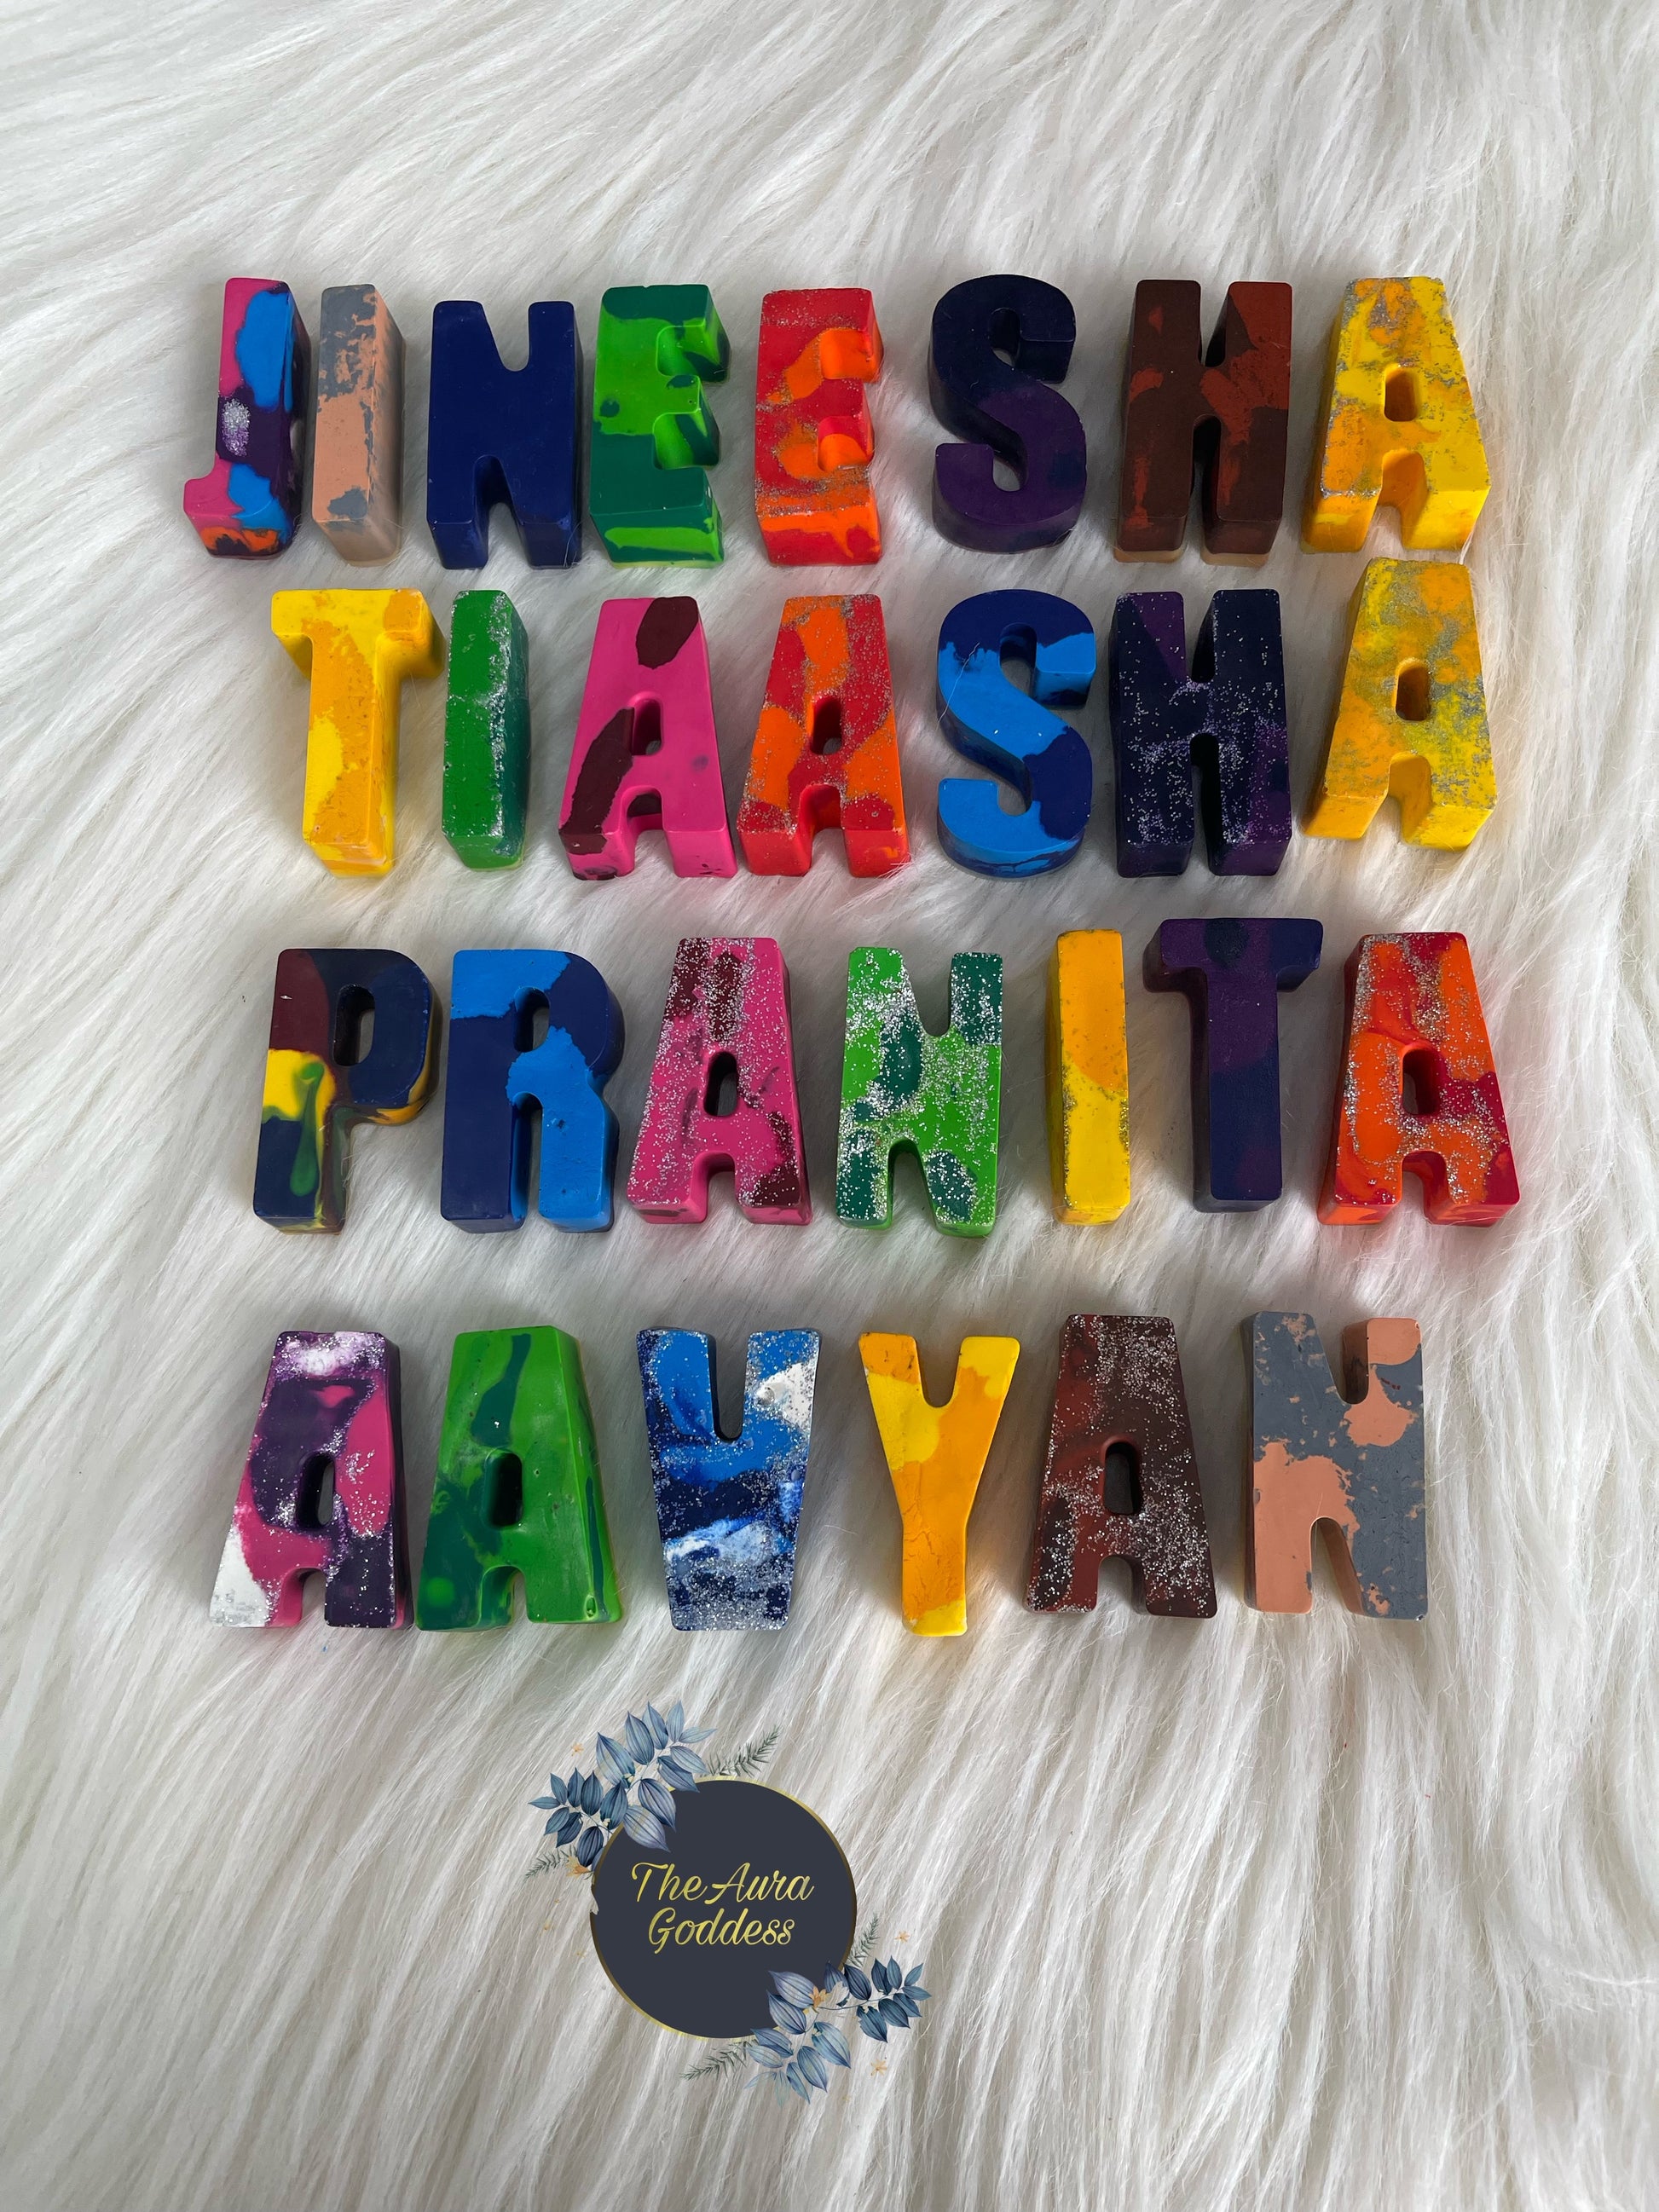 JINEESHA
TIAASHA
PRANITA
AAVYAN
The Aura
Goddess